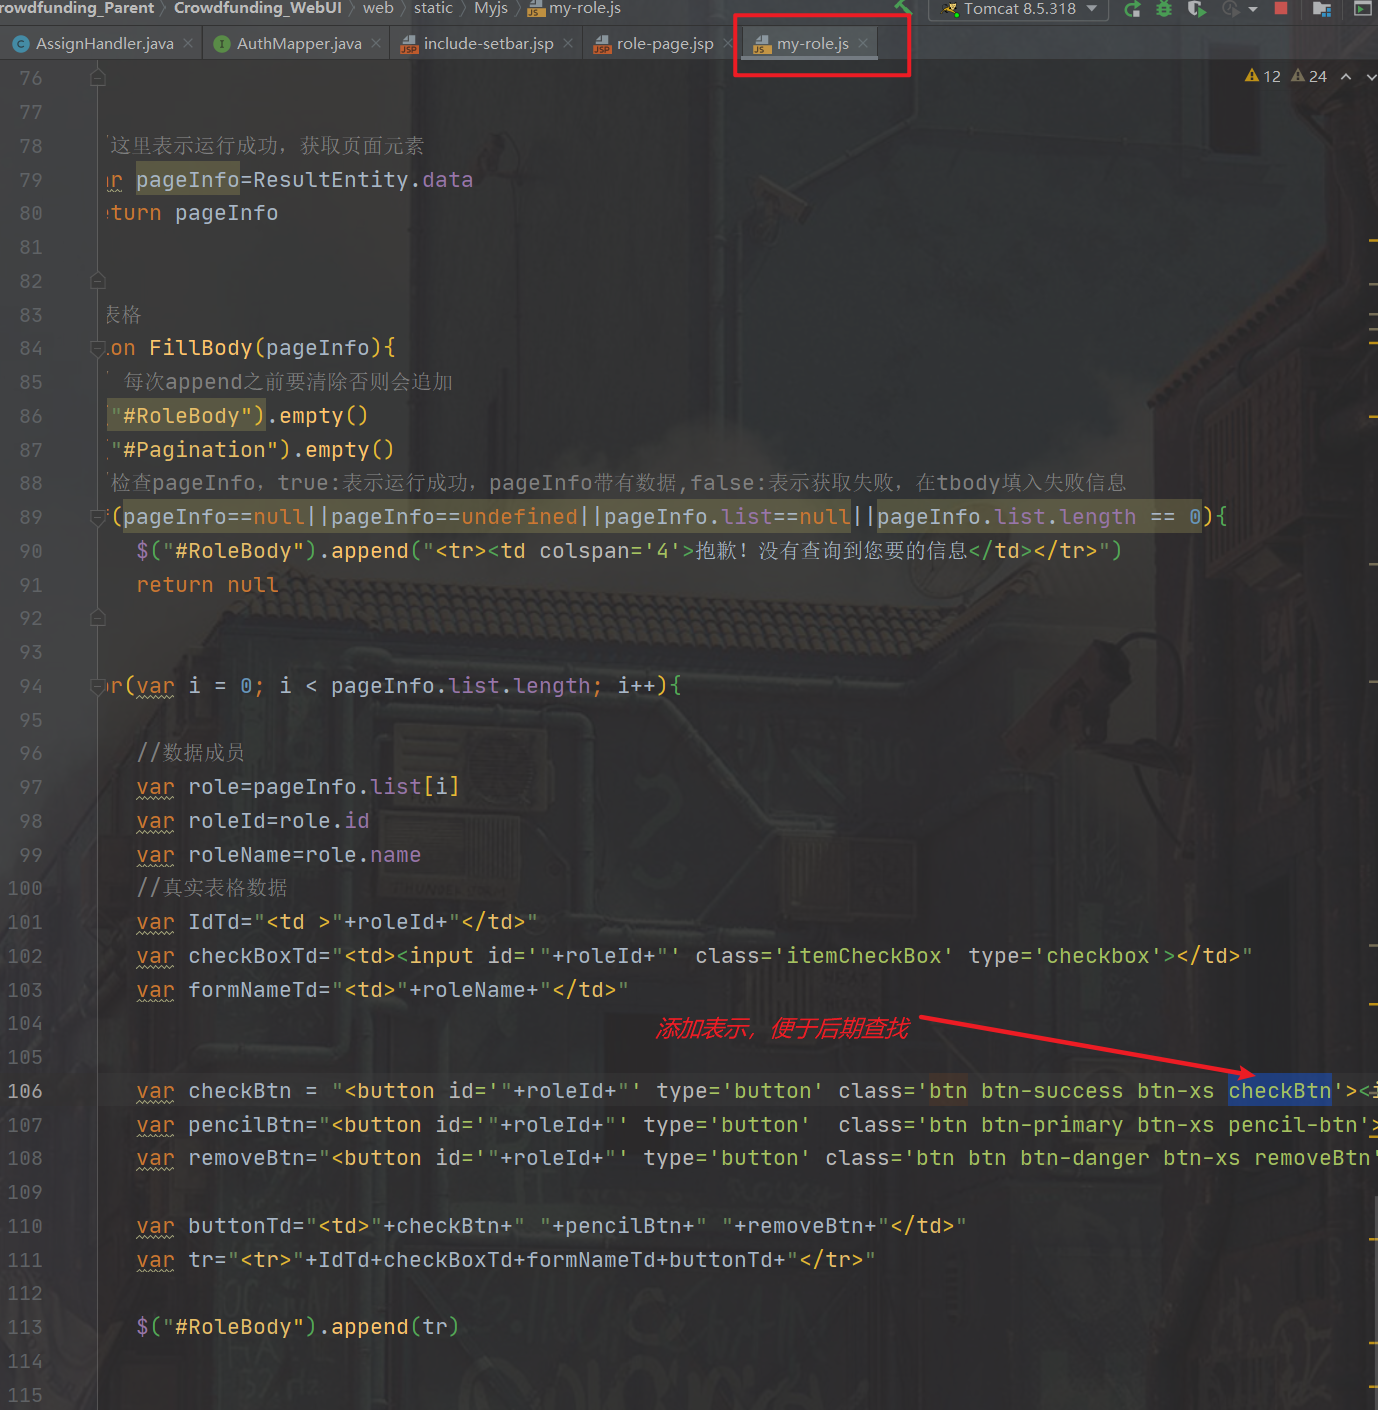 rowdfunding_Parent 〉 Crowdfunding_WebUI 〉 web 〉 static 〉 Myjs 〉 my-role.js Tomcat 8.5.318
AssignHandler.java AuthMapper.java include-setbar.jsp role-page.jsp my-role.js
12 24
76
77
78 这里表示运行成功，获取页面元素
79 ar pageInfo=ResultEntity.data
80 eturn pageInfo
81
82
83 表格
84 ion FillBody(pageInfo){
85 每次append之前要清除否则会追加
86 ("#RoleBody").empty()
87 ("#Pagination").empty()
88 检查pageInfo，true:表示运行成功，pageInfo带有数据,false:表示获取失败，在tbody填入失败信息
89 f(pageInfo==null||pageInfo==undefined||pageInfo.list==null||pageInfo.list.length == 0){
90 $("#RoleBody").append("<tr><td colspan='4'>抱歉！没有查询到您要的信息</td></tr>")
91 return null
92
93
94 or(var i = 0; i < pageInfo.list.length; i++){
95
96 //数据成员
97 var role=pageInfo.list[i]
98 var roleId=role.id
99 var roleName=role.name
100 //真实表格数据
101 var IdTd="<td >"+roleId+"</td>"
102 var checkBoxTd="<td><input id='"+roleId+"' class='itemCheckBox' type='checkbox'></td>"
103 var formNameTd="<td>"+roleName+"</td>"
104
添加表示，便于后期查找
105
106 var checkBtn = "<button id='"+roleId+"' type='button' class='btn btn-success btn-xs checkBtn'><i
107 var pencilBtn="<button id='"+roleId+"' type='button'  class='btn btn-primary btn-xs pencil-btn'>
108 var removeBtn="<button id='"+roleId+"' type='button' class='btn btn btn-danger btn-xs removeBtn'
109
110 var buttonTd="<td>"+checkBtn+" "+pencilBtn+" "+removeBtn+"</td>"
111 var tr="<tr>"+IdTd+checkBoxTd+formNameTd+buttonTd+"</tr>"
112
113 $("#RoleBody").append(tr)
114
115